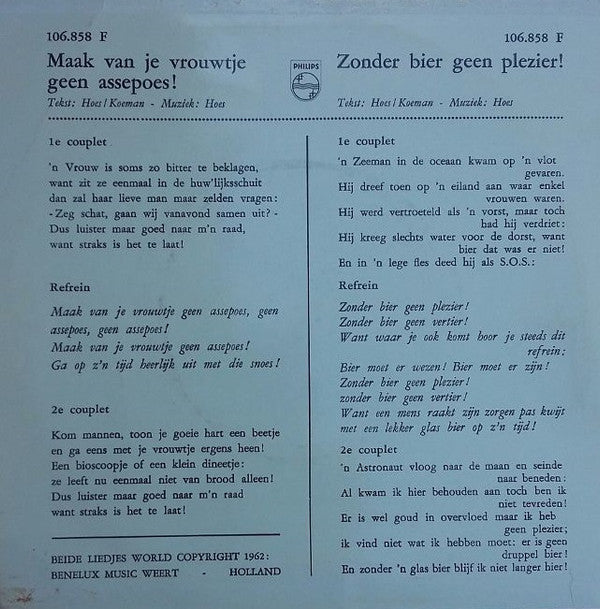 106.858 F
Maak van je vrouwtje
geen assepoes!
Tekst: Hoes/Koeman - Muziek: Hoes
PHILIPS
106.858 F
Zonder bier geen plezier!
Tekst: Hoes/Koeman - Muziek: Hoes
1e couplet
'n Vrouw is soms zo bitter te beklagen,
want zit ze eenmaal in de huw'lijksschuit
dan zal haar lieve man maar zelden vragen:
- Zeg schat, gaan wij vanavond samen uit? -
Dus luister maar goed naar m'n raad,
want straks is het te laat!
Refrein
Maak van je vrouwtje geen assepoes, geen
assepoes, geen assepoes!
Maak van je vrouwtje geen assepoes!
Ga op z'n tijd heerlijk uit met die snoes!
2e couplet
Kom mannen, toon je goeie hart een beetje
en ga eens met je vrouwtje ergens heen!
Een bioscoopje of een klein dineetje:
ze leeft nu eenmaal niet van brood alleen!
Dus luister maar goed naar m'n raad
want straks is het te laat!
BEIDE LIEDJES WORLD COPYRIGHT 1962:
BENELUX MUSIC WEERT - HOLLAND
1e couplet
'n Zeeman in de oceaan kwam op 'n vlot
gevaren.
Hij dreef toen op 'n eiland aan waar enkel
vrouwen waren.
Hij werd vertroeteld als 'n vorst, maar toch
had hij verdriet:
Hij kreeg slechts water voor de dorst, want
bier dat was er niet!
En in 'n lege fles deed hij als S.O.S.:
Refrein
Zonder bier geen plezier!
Zonder bier geen vertier!
Want waar je ook komt hoor je steeds dit
refrein:
Bier moet er wezen! Bier moet er zijn!
Zonder bier geen plezier!
zonder bier geen vertier!
Want een mens raakt zijn zorgen pas kwijt
met een lekker glas bier op z'n tijd!
2e couplet
'n Astronaut vloog naar de maan en seinde
naar beneden:
Al kwam ik hier behouden aan toch ben ik
niet tevreden!
Er is wel goud in overvloed maar ik heb
geen plezier;
ik vind niet wat ik hebben moet: er is geen
druppel bier!
En zonder 'n glas bier blijf ik niet langer hier!